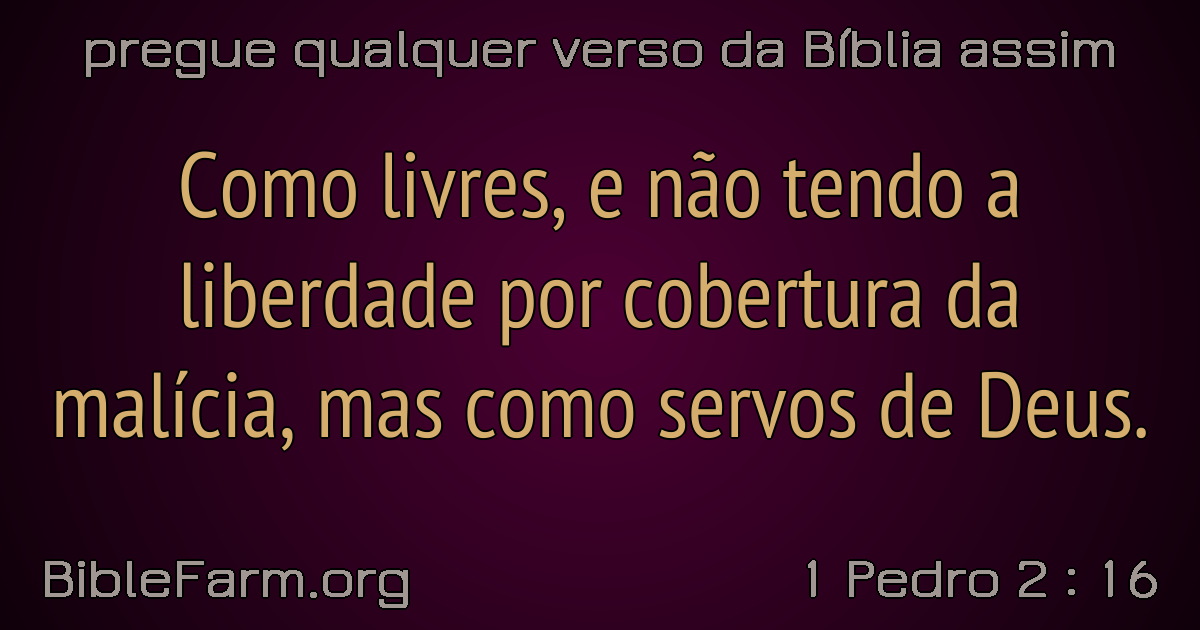 pregue qualquer verso da Bíblia assim
Como livres, e não tendo a
liberdade por cobertura da
malícia, mas como servos de Deus.
BibleFarm.org
1 Pedro 2 : 16